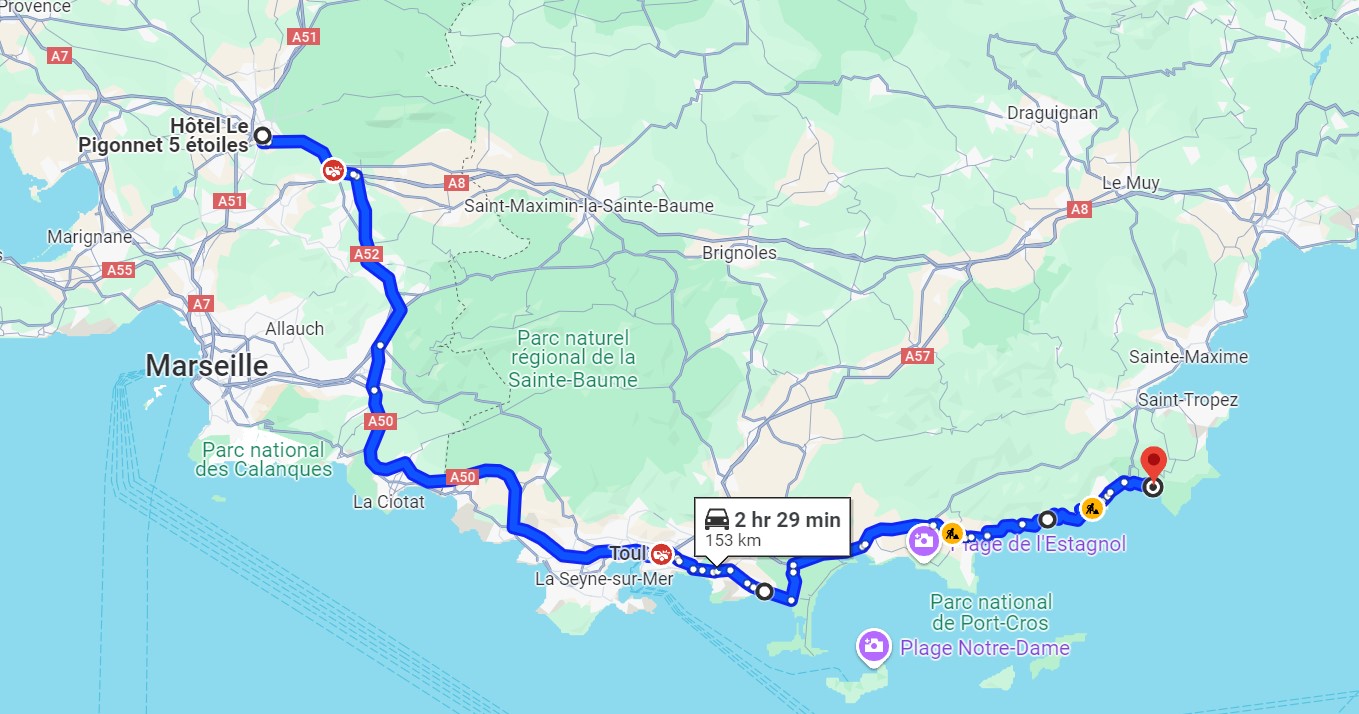 Provence
A51
A7
Hôtel Le
Pigonnet 5 étoiles
Draguignan
A8
Le Muy
A51
Saint-Maximin-la-Sainte-Baume
A8
Marignane
A52
Brignoles
A55
A7
Allauch
Parc naturel
régional de la
Sainte-Baume
A57
Sainte-Maxime
Marseille
Saint-Tropez
A50
Parc national
des Calanques
A50
La Ciotat
2 hr 29 min
153 km
Toul
Plage de l'Estagnol
La Seyne-sur-Mer
Parc national
de Port-Cros
Plage Notre-Dame